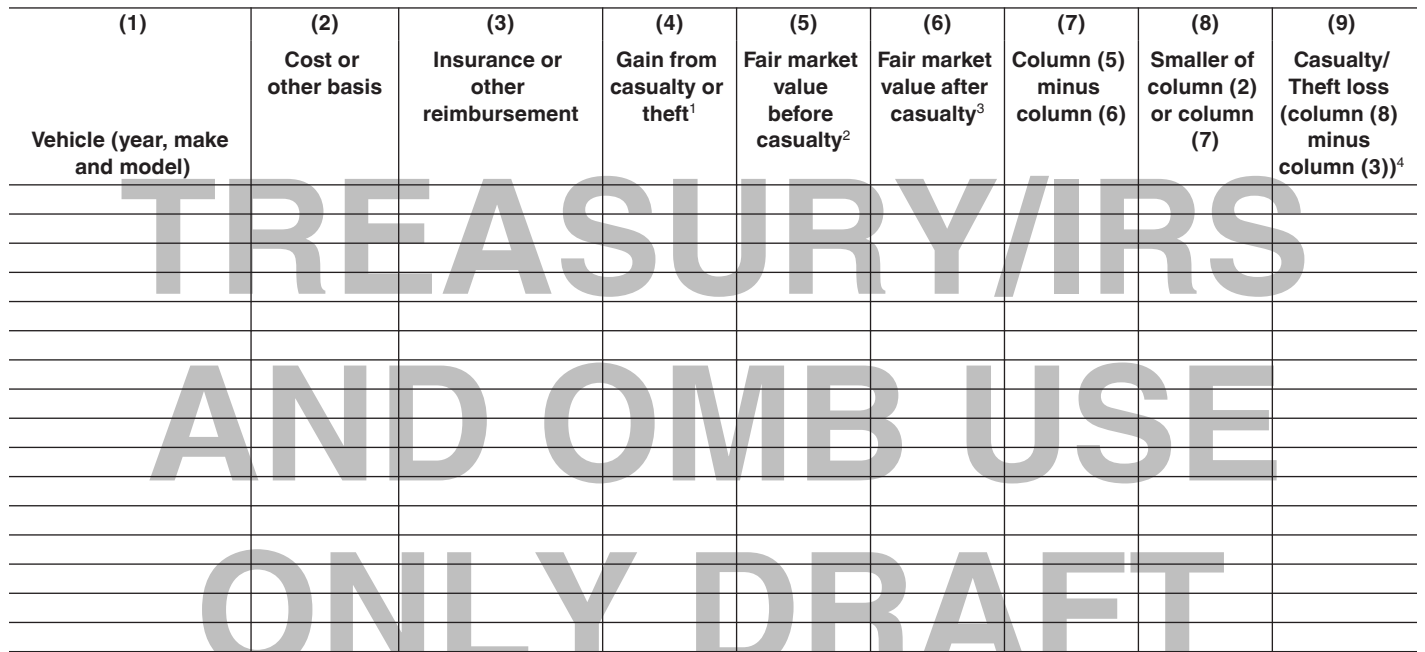 (1) (2) (3) (4) (5) (6) (7) (8) (9)
Vehicle (year, make
and model)
Cost or
other basis
Insurance or
other
reimbursement
Gain from
casualty or
theft1
Fair market
value
before
casualty2
Fair market
value after
casualty3
Column (5)
minus
column (6)
Smaller of
column (2)
or column
(7)
Casualty/
Theft loss
(column (8)
minus
column (3))4
TREASURY/IRS
AND OMB USE
ONLY DRAFT